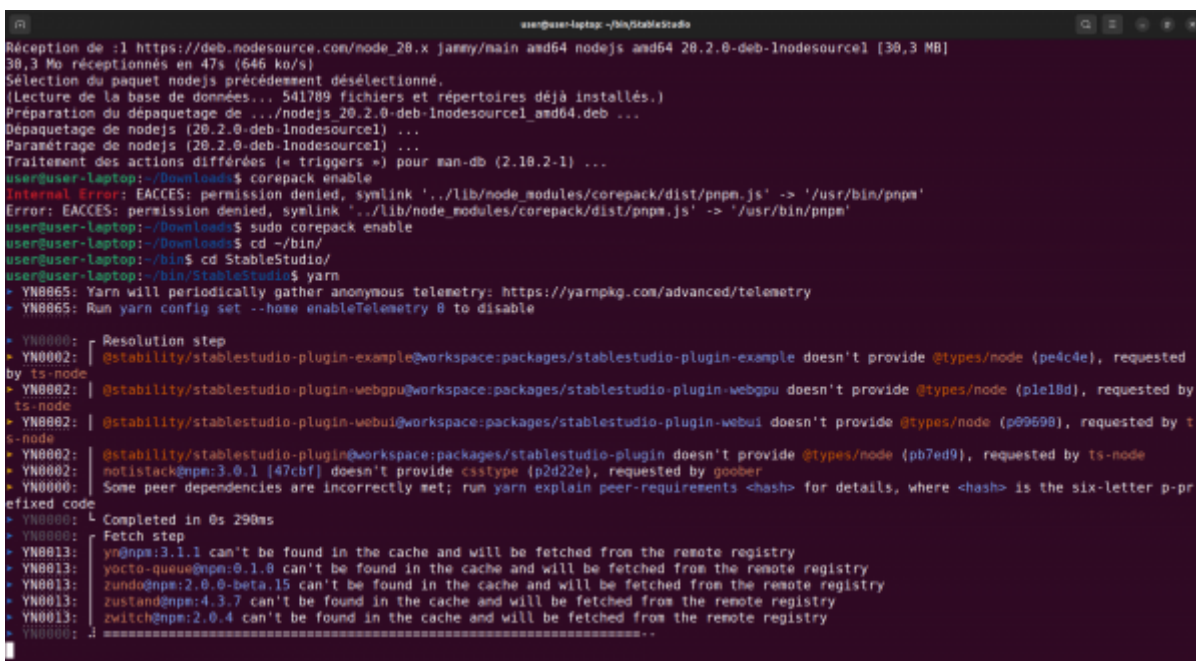 user@user-laptop: ~/bin/StableStudio
Réception de :1 https://deb.nodesource.com/node_20.x jammy/main amd64 nodejs amd64 20.2.0-deb-1nodesource1 [30,3 MB]
30,3 Mo réceptionnés en 47s (646 ko/s)
Sélection du paquet nodejs précédemment désélectionné.
(Lecture de la base de données... 541789 fichiers et répertoires déjà installés.)
Préparation du dépaquetage de .../nodejs_20.2.0-deb-1nodesource1_amd64.deb ...
Dépaquetage de nodejs (20.2.0-deb-1nodesource1) ...
Paramétrage de nodejs (20.2.0-deb-1nodesource1) ...
Traitement des actions différées (« triggers ») pour man-db (2.10.2-1) ...
user@user-laptop:~/Downloads$ corepack enable
Internal Error: EACCES: permission denied, symlink '../lib/node_modules/corepack/dist/pnpm.js' -> '/usr/bin/pnpm'
Error: EACCES: permission denied, symlink '../lib/node_modules/corepack/dist/pnpm.js' -> '/usr/bin/pnpm'
user@user-laptop:~/Downloads$ sudo corepack enable
user@user-laptop:~/Downloads$ cd ~/bin/
user@user-laptop:~/bin$ cd StableStudio/
user@user-laptop:~/bin/StableStudio$ yarn
➤ YN0065: Yarn will periodically gather anonymous telemetry: https://yarnpkg.com/advanced/telemetry
➤ YN0065: Run yarn config set --home enableTelemetry 0 to disable
➤ YN0000: ┌ Resolution step
➤ YN0002: │ @stability/stablestudio-plugin-example@workspace:packages/stablestudio-plugin-example doesn't provide @types/node (pe4c4e), requested
by ts-node
➤ YN0002: │ @stability/stablestudio-plugin-webgpu@workspace:packages/stablestudio-plugin-webgpu doesn't provide @types/node (p1e18d), requested by
ts-node
➤ YN0002: │ @stability/stablestudio-plugin-webui@workspace:packages/stablestudio-plugin-webui doesn't provide @types/node (p09690), requested by t
s-node
➤ YN0002: │ @stability/stablestudio-plugin@workspace:packages/stablestudio-plugin doesn't provide @types/node (pb7ed9), requested by ts-node
➤ YN0002: │ notistack@npm:3.0.1 [47cbf] doesn't provide csstype (p2d22e), requested by goober
➤ YN0000: │ Some peer dependencies are incorrectly met; run yarn explain peer-requirements <hash> for details, where <hash> is the six-letter p-pr
efixed code
➤ YN0000: └ Completed in 0s 290ms
➤ YN0000: ┌ Fetch step
➤ YN0013: │ yn@npm:3.1.1 can't be found in the cache and will be fetched from the remote registry
➤ YN0013: │ yocto-queue@npm:0.1.0 can't be found in the cache and will be fetched from the remote registry
➤ YN0013: │ zundo@npm:2.0.0-beta.15 can't be found in the cache and will be fetched from the remote registry
➤ YN0013: │ zustand@npm:4.3.7 can't be found in the cache and will be fetched from the remote registry
➤ YN0013: │ zwitch@npm:2.0.4 can't be found in the cache and will be fetched from the remote registry
➤ YN0000: ⠼ ===================================================================--